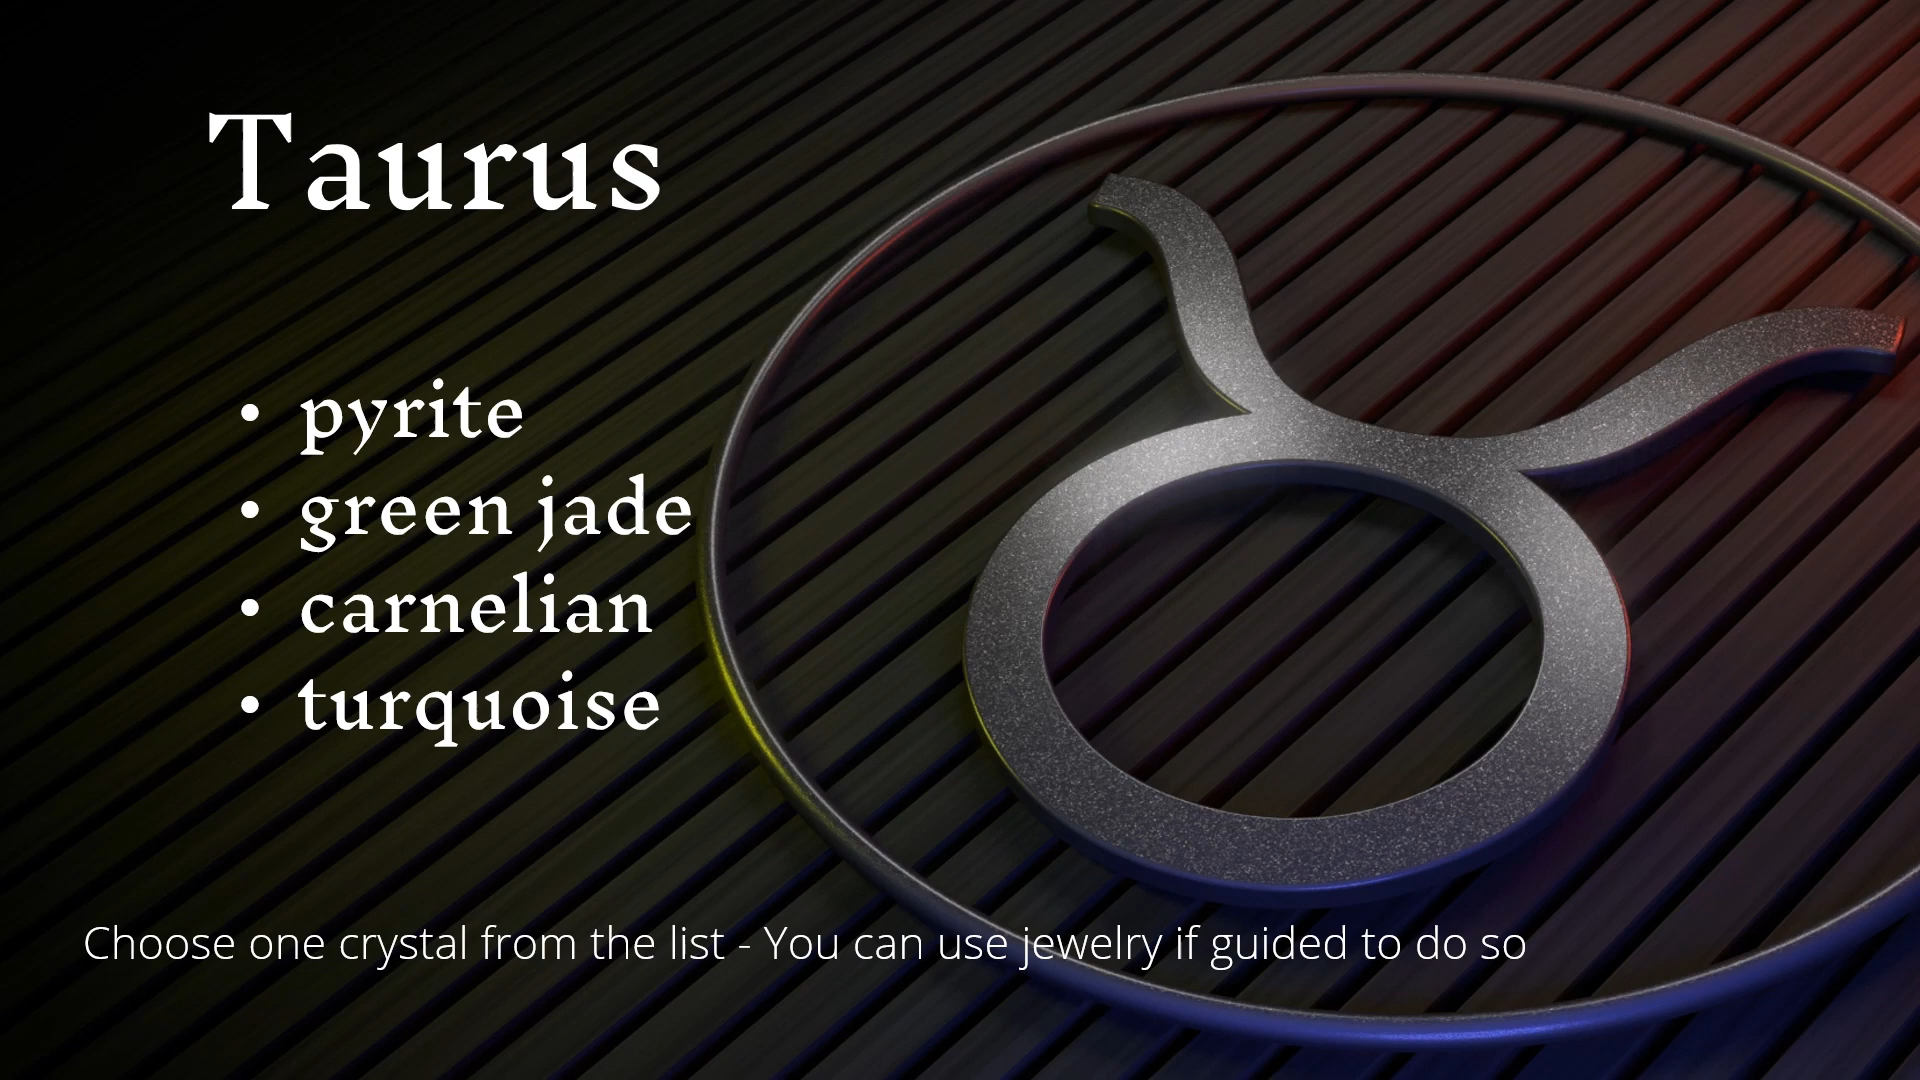 Taurus
• pyrite
• green jade
• carnelian
• turquoise
Choose one crystal from the list - You can use jewelry if guided to do so